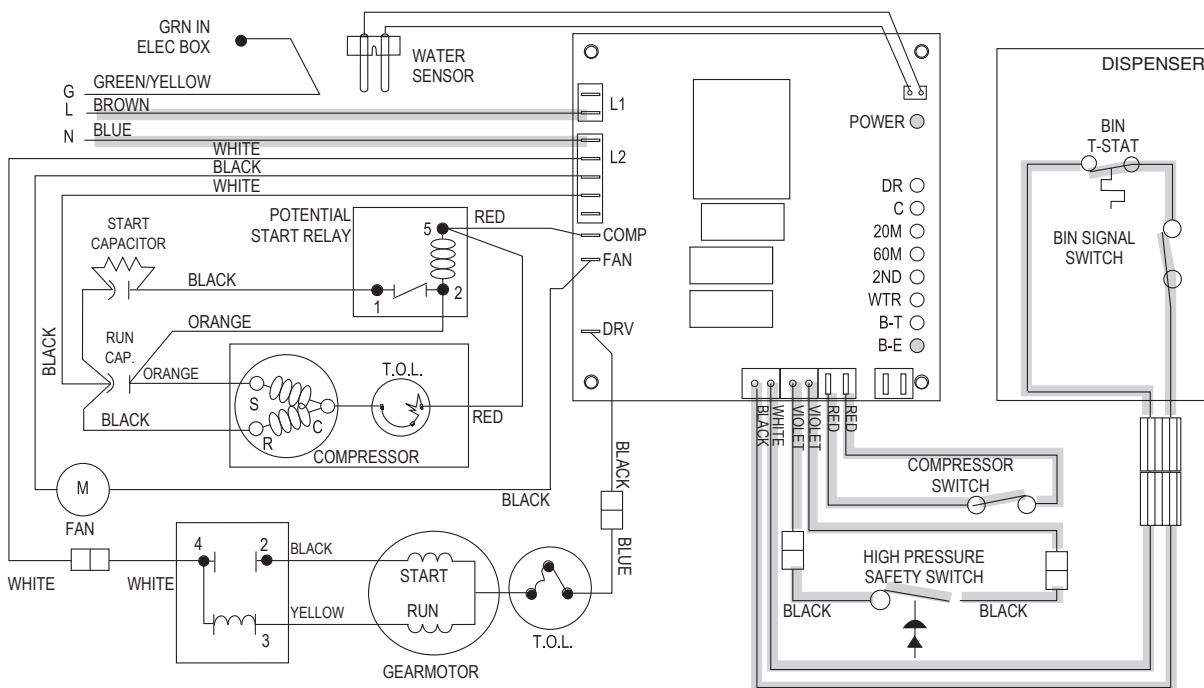 GRN IN
ELEC BOX
WATER
SENSOR
G
GREEN/YELLOW
L
BROWN
N
BLUE
WHITE
BLACK
WHITE
L1
L2
COMP
FAN
DRV
POWER
DR
C
20M
60M
2ND
WTR
B-T
B-E
DISPENSER
BIN
T-STAT
BIN SIGNAL
SWITCH
POTENTIAL
START RELAY
5
RED
1
2
START
CAPACITOR
BLACK
ORANGE
BLACK
RUN
CAP.
ORANGE
BLACK
S
R
C
T.O.L.
RED
COMPRESSOR
M
FAN
BLACK
BLACK
BLUE
BLACK
WHITE
VIOLET
VIOLET
RED
RED
COMPRESSOR
SWITCH
HIGH PRESSURE
SAFETY SWITCH
BLACK
BLACK
WHITE
WHITE
4
2
3
BLACK
YELLOW
START
RUN
GEARMOTOR
T.O.L.